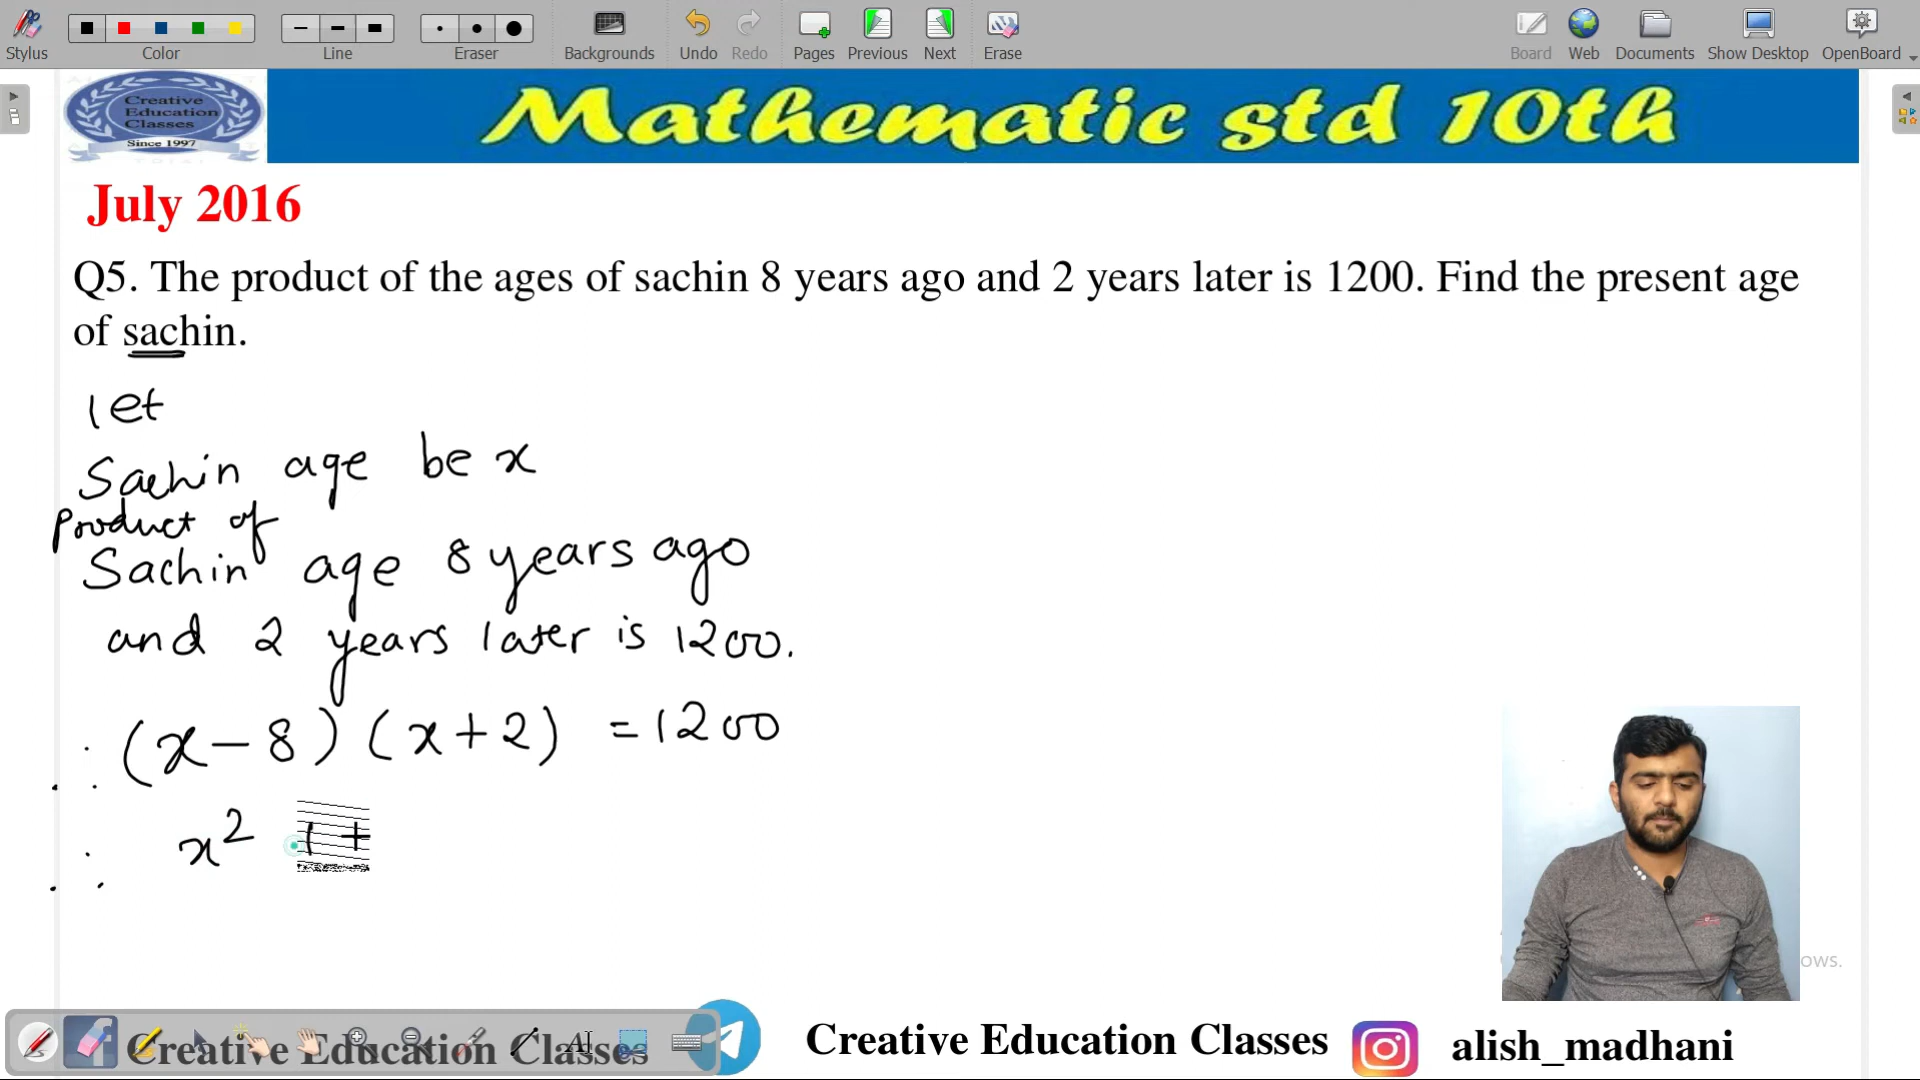 Stylus Color Line Eraser Backgrounds Undo Redo Pages Previous Next Erase Board Web Documents Show Desktop OpenBoard
Creative
Education
Classes
Since 1997
Mathematic std 10th
July 2016
Q5. The product of the ages of sachin 8 years ago and 2 years later is 1200. Find the present age
of sachin.
let
Sachin age be x
product of
Sachin age 8 years ago
and 2 years later is 1200.
∴ (x-8) (x+2) = 1200
∴ x² +
ows.
Creative Education Classes
Creative Education Classes
alish_madhani